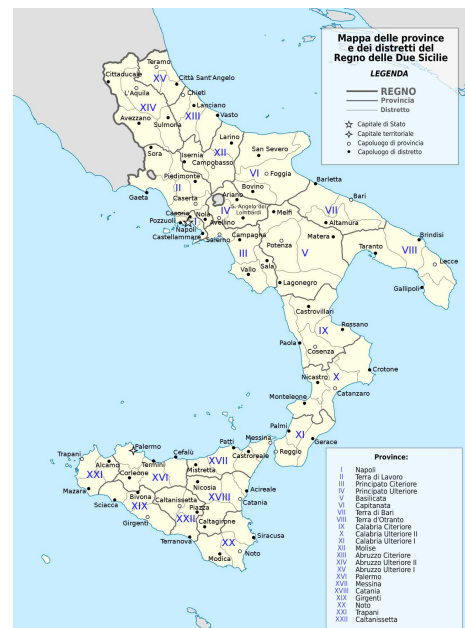 Mappa delle province
e dei distretti del
Regno delle Due Sicilie
LEGENDA
REGNO
Provincia
Distretto
Capitale di Stato
Capitale territoriale
Capoluogo di provincia
Capoluogo di distretto
Teramo
XV
Cittaducale
Città Sant'Angelo
L'Aquila
Chieti
XIV
Lanciano
XIII
Vasto
Avezzano
Sulmona
Larino
Sora
XII
San Severo
Isernia
Campobasso
VI
Foggia
Piedimonte
II
Bovino
Barletta
Gaeta
Caserta
Ariano
Bari
IV
S. Angelo dei
Lombardi
Melfi
VII
Casoria
Nola
Avellino
Altamura
Pozzuoli
Napoli
Castellammare
Salerno
Campagna
Matera
Brindisi
III
Potenza
V
Taranto
VIII
Vallo
Sala
Lecce
Lagonegro
Gallipoli
Castrovillari
IX
Rossano
Paola
Cosenza
Nicastro
X
Crotone
Catanzaro
Monteleone
Palmi
XI
Gerace
Messina
Reggio
Patti
Palermo
Cefalù
XVII
Castroreale
Trapani
Alcamo
Termini
Mistretta
XXI
Corleone
XVI
Nicosia
Acireale
Mazara
Bivona
Caltanissetta
XVIII
Catania
Sciacca
XIX
Piazza
Girgenti
XXII
Caltagirone
Siracusa
Terranova
XX
Noto
Modica
Province:
I Napoli
II Terra di Lavoro
III Principato Citeriore
IV Principato Ulteriore
V Basilicata
VI Capitanata
VII Terra di Bari
VIII Terra d'Otranto
IX Calabria Citeriore
X Calabria Ulteriore II
XI Calabria Ulteriore I
XII Molise
XIII Abruzzo Citeriore
XIV Abruzzo Ulteriore II
XV Abruzzo Ulteriore I
XVI Palermo
XVII Messina
XVIII Catania
XIX Girgenti
XX Noto
XXI Trapani
XXII Caltanissetta